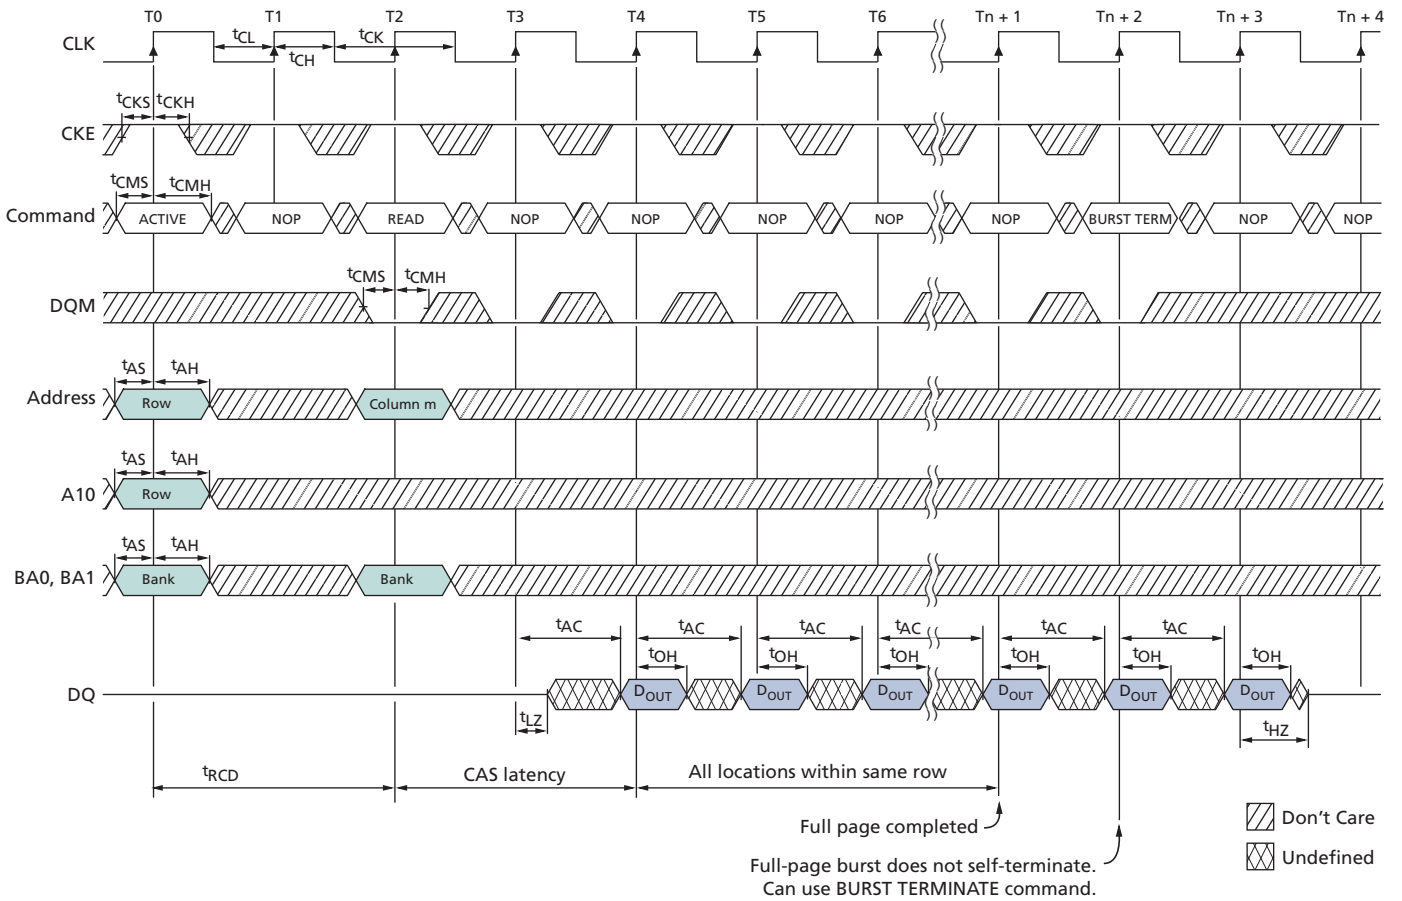 T0 T1 T2 T3 T4 T5 T6 Tn + 1 Tn + 2 Tn + 3 Tn + 4
CLK
tCL tCK
tCH
tCKS tCKH
CKE
tCMS tCMH
Command ACTIVE NOP READ NOP NOP NOP NOP NOP BURST TERM NOP NOP
tCMS tCMH
DQM
tAS tAH
Address Row Column m
tAS tAH
A10 Row
tAS tAH
BA0, BA1 Bank Bank
tAC tAC tAC tAC tAC tAC
tOH tOH tOH tOH tOH tOH
DQ DOUT DOUT DOUT DOUT DOUT DOUT
tLZ tHZ
tRCD CAS latency All locations within same row
Full page completed
Don't Care
Full-page burst does not self-terminate.
Can use BURST TERMINATE command.
Undefined